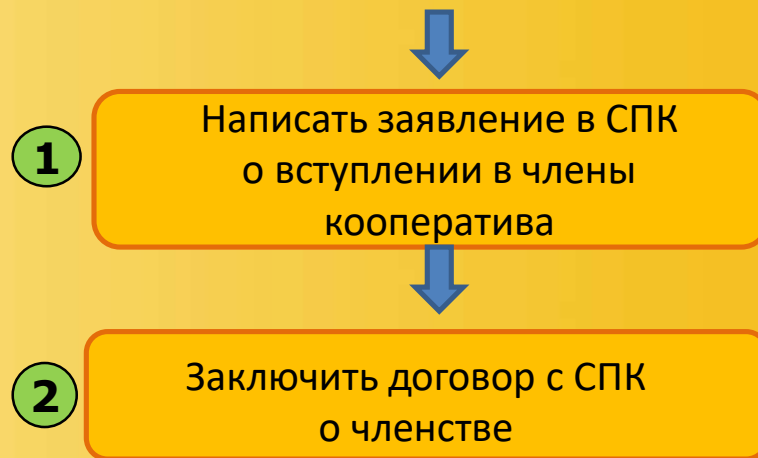 1
Написать заявление в СПК
о вступлении в члены
кооператива
2
Заключить договор с СПК
о членстве